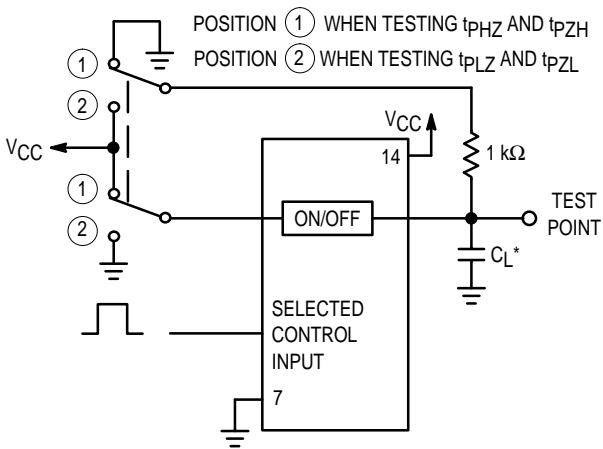 POSITION 1 WHEN TESTING tPHZ AND tPZH
POSITION 2 WHEN TESTING tPLZ AND tPZL
1
2
VCC
1
2
VCC
14
1 kΩ
ON/OFF
TEST
POINT
CL*
SELECTED
CONTROL
INPUT
7